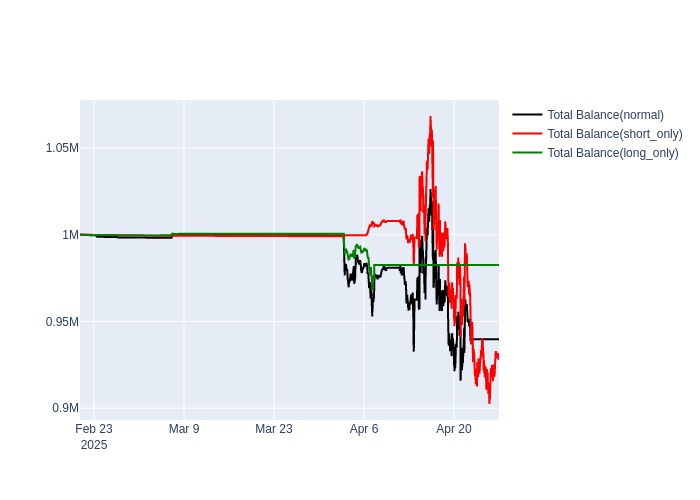 Total Balance(normal)
Total Balance(short_only)
Total Balance(long_only)
1.05M
1M
0.95M
0.9M
Feb 23
2025
Mar 9
Mar 23
Apr 6
Apr 20